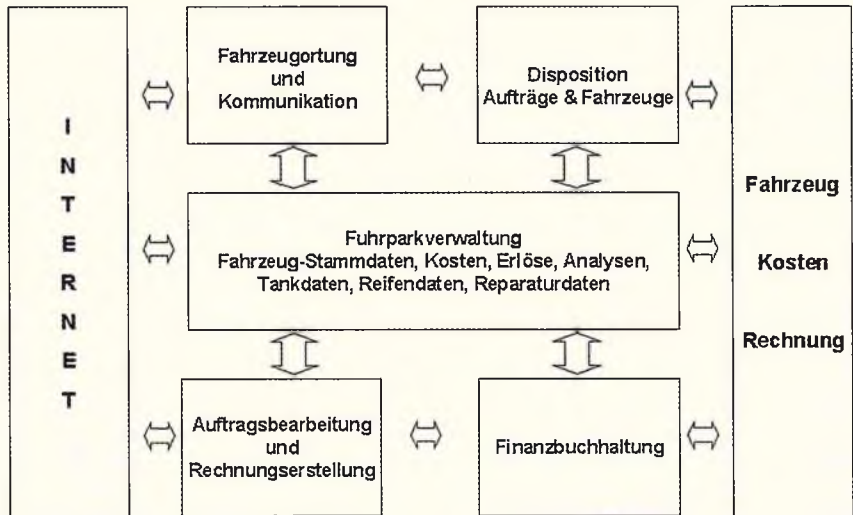 INTERNET
Fahrzeugortung
und
Kommunikation
Disposition
Aufträge & Fahrzeuge
Fuhrparkverwaltung
Fahrzeug-Stammdaten, Kosten, Erlöse, Analysen,
Tankdaten, Reifendaten, Reparaturdaten
Auftragsbearbeitung
und
Rechnungserstellung
Finanzbuchhaltung
Fahrzeug
Kosten
Rechnung